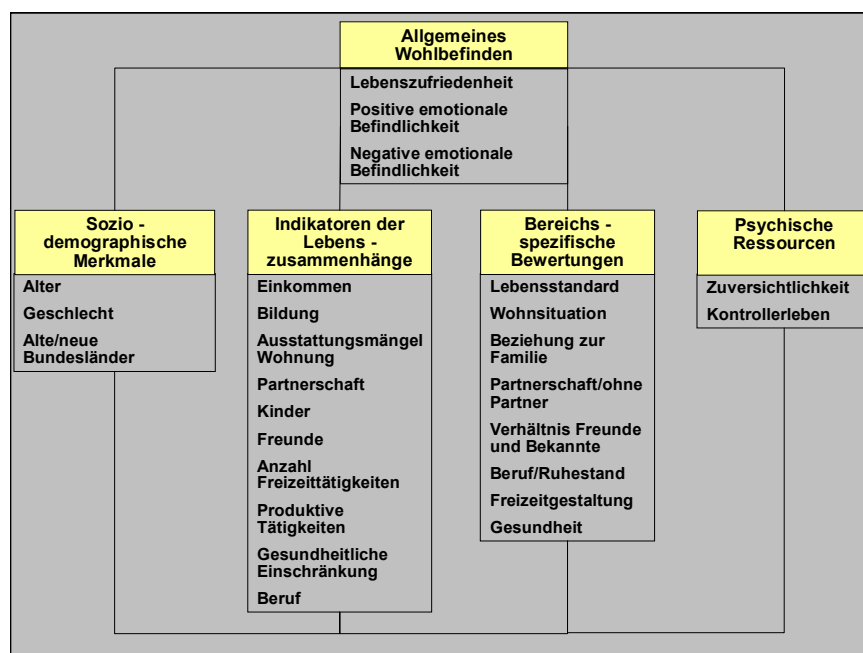 Allgemeines
Wohlbefinden
Lebenszufriedenheit
Positive emotionale
Befindlichkeit
Negative emotionale
Befindlichkeit
Sozio -
demographische
Merkmale
Alter
Geschlecht
Alte/neue
Bundesländer
Indikatoren der
Lebens -
zusammenhänge
Einkommen
Bildung
Ausstattungsmängel
Wohnung
Partnerschaft
Kinder
Freunde
Anzahl
Freizeittätigkeiten
Produktive
Tätigkeiten
Gesundheitliche
Einschränkung
Beruf
Bereichs -
spezifische
Bewertungen
Lebensstandard
Wohnsituation
Beziehung zur
Familie
Partnerschaft/ohne
Partner
Verhältnis Freunde
und Bekannte
Beruf/Ruhestand
Freizeitgestaltung
Gesundheit
Psychische
Ressourcen
Zuversichtlichkeit
Kontrollerleben